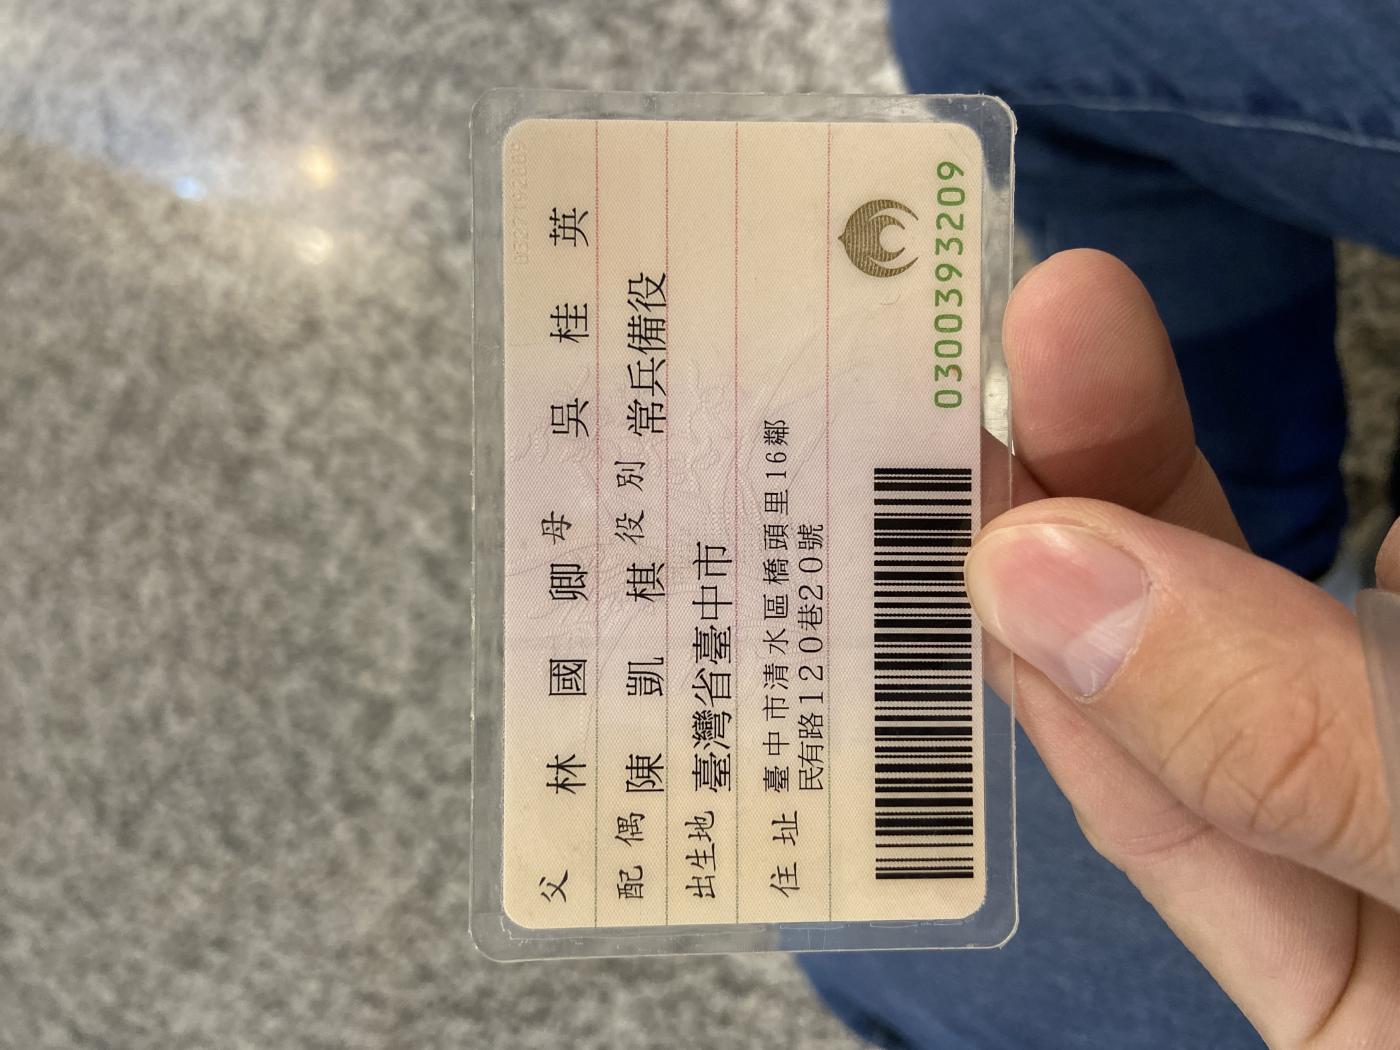 父 林國卿 母 吳桂英
配偶 陳凱棋 役別 常兵備役
出生地 臺灣省臺中市
住址 臺中市清水區橋頭里16鄰
民有路120巷20號
0300393209